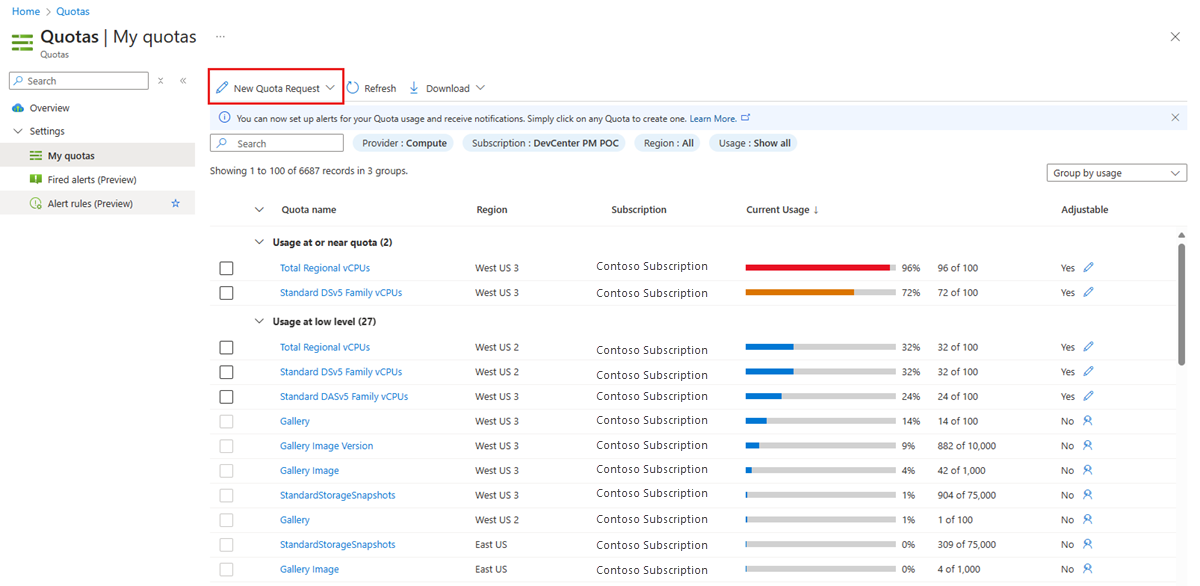 Home > Quotas
Quotas | My quotas ...
Quotas
Search
Overview
Settings
My quotas
Fired alerts (Preview)
Alert rules (Preview)
New Quota Request Refresh Download
You can now set up alerts for your Quota usage and receive notifications. Simply click on any Quota to create one. Learn More.
Search Provider : Compute Subscription : DevCenter PM POC Region : All Usage : Show all
Showing 1 to 100 of 6687 records in 3 groups.
Group by usage
Quota name Region Subscription Current Usage ↓ Adjustable
Usage at or near quota (2)
Total Regional vCPUs West US 3 Contoso Subscription 96% 96 of 100 Yes
Standard DSv5 Family vCPUs West US 3 Contoso Subscription 72% 72 of 100 Yes
Usage at low level (27)
Total Regional vCPUs West US 2 Contoso Subscription 32% 32 of 100 Yes
Standard DSv5 Family vCPUs West US 2 Contoso Subscription 32% 32 of 100 Yes
Standard DASv5 Family vCPUs West US 3 Contoso Subscription 24% 24 of 100 Yes
Gallery West US 3 Contoso Subscription 14% 14 of 100 No
Gallery Image Version West US 3 Contoso Subscription 9% 882 of 10,000 No
Gallery Image West US 3 Contoso Subscription 4% 42 of 1,000 No
StandardStorageSnapshots West US 3 Contoso Subscription 1% 904 of 75,000 No
Gallery West US 2 Contoso Subscription 1% 1 of 100 No
StandardStorageSnapshots East US Contoso Subscription 0% 309 of 75,000 No
Gallery Image East US Contoso Subscription 0% 4 of 1,000 No